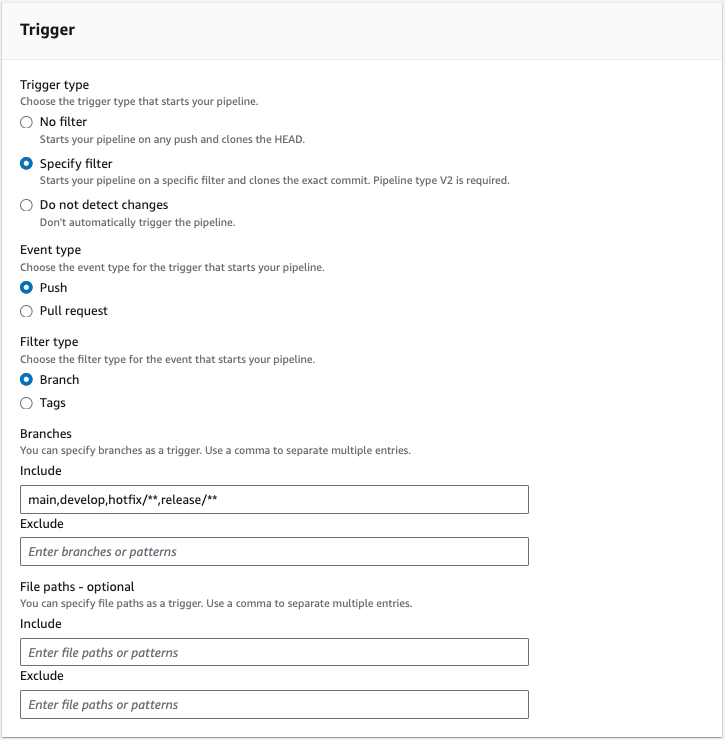 Trigger
Trigger type
Choose the trigger type that starts your pipeline.
No filter
Starts your pipeline on any push and clones the HEAD.
Specify filter
Starts your pipeline on a specific filter and clones the exact commit. Pipeline type V2 is required.
Do not detect changes
Don't automatically trigger the pipeline.
Event type
Choose the event type for the trigger that starts your pipeline.
Push
Pull request
Filter type
Choose the filter type for the event that starts your pipeline.
Branch
Tags
Branches
You can specify branches as a trigger. Use a comma to separate multiple entries.
Include
main,develop,hotfix/**,release/**
Exclude
Enter branches or patterns
File paths - optional
You can specify file paths as a trigger. Use a comma to separate multiple entries.
Include
Enter file paths or patterns
Exclude
Enter file paths or patterns